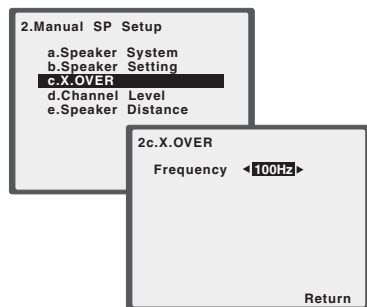 2.Manual SP Setup
a.Speaker System
b.Speaker Setting
c.X.OVER
d.Channel Level
e.Speaker Distance
2c.X.OVER
Frequency ◄100Hz►
Return